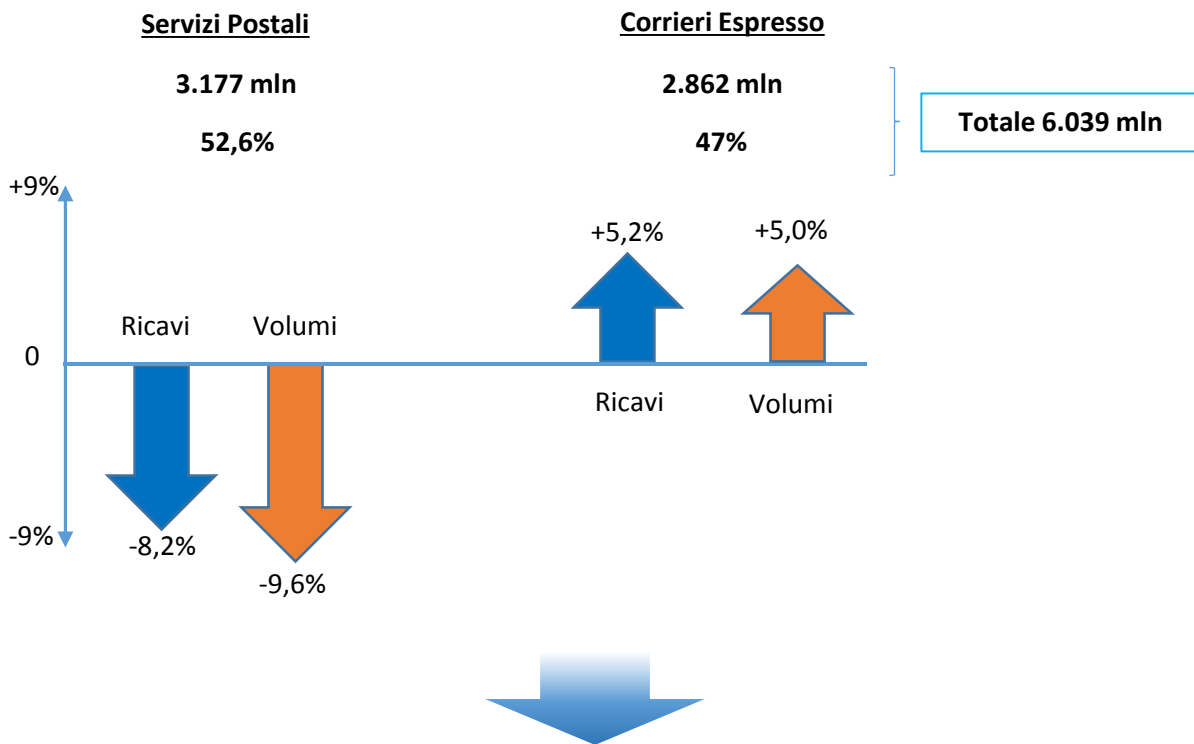 Servizi Postali
Corrieri Espresso
3.177 mln
2.862 mln
Totale 6.039 mln
52,6%
47%
+9%
+5,2%
+5,0%
Ricavi
Volumi
0
Ricavi
Volumi
-9%
-8,2%
-9,6%